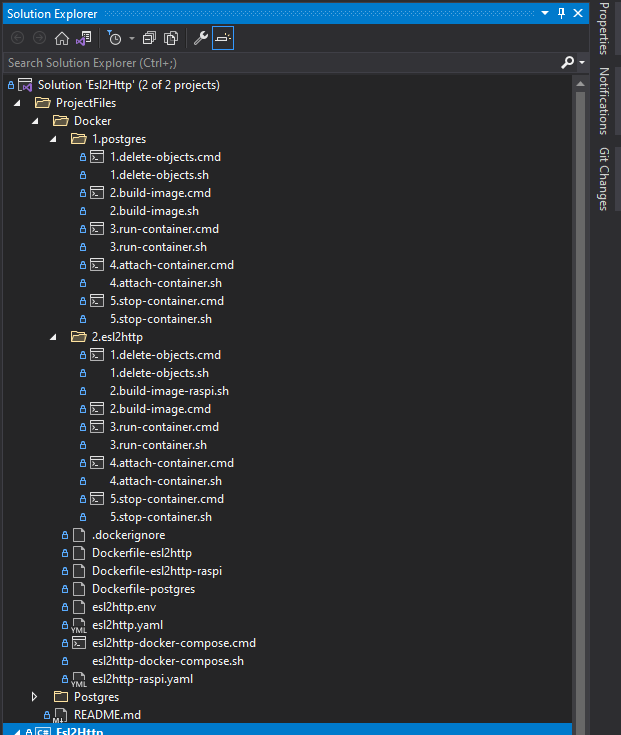 Solution Explorer
Search Solution Explorer (Ctrl+;)
Solution 'Esl2Http' (2 of 2 projects)
ProjectFiles
Docker
1.postgres
1.delete-objects.cmd
1.delete-objects.sh
2.build-image.cmd
2.build-image.sh
3.run-container.cmd
3.run-container.sh
4.attach-container.cmd
4.attach-container.sh
5.stop-container.cmd
5.stop-container.sh
2.esl2http
1.delete-objects.cmd
1.delete-objects.sh
2.build-image-raspi.sh
2.build-image.cmd
3.run-container.cmd
3.run-container.sh
4.attach-container.cmd
4.attach-container.sh
5.stop-container.cmd
5.stop-container.sh
.dockerignore
Dockerfile-esl2http
Dockerfile-esl2http-raspi
Dockerfile-postgres
esl2http.env
YML esl2http.yaml
esl2http-docker-compose.cmd
esl2http-docker-compose.sh
YML esl2http-raspi.yaml
Postgres
M↓ README.md
C# Esl2Http
Properties
Notifications
Git Changes